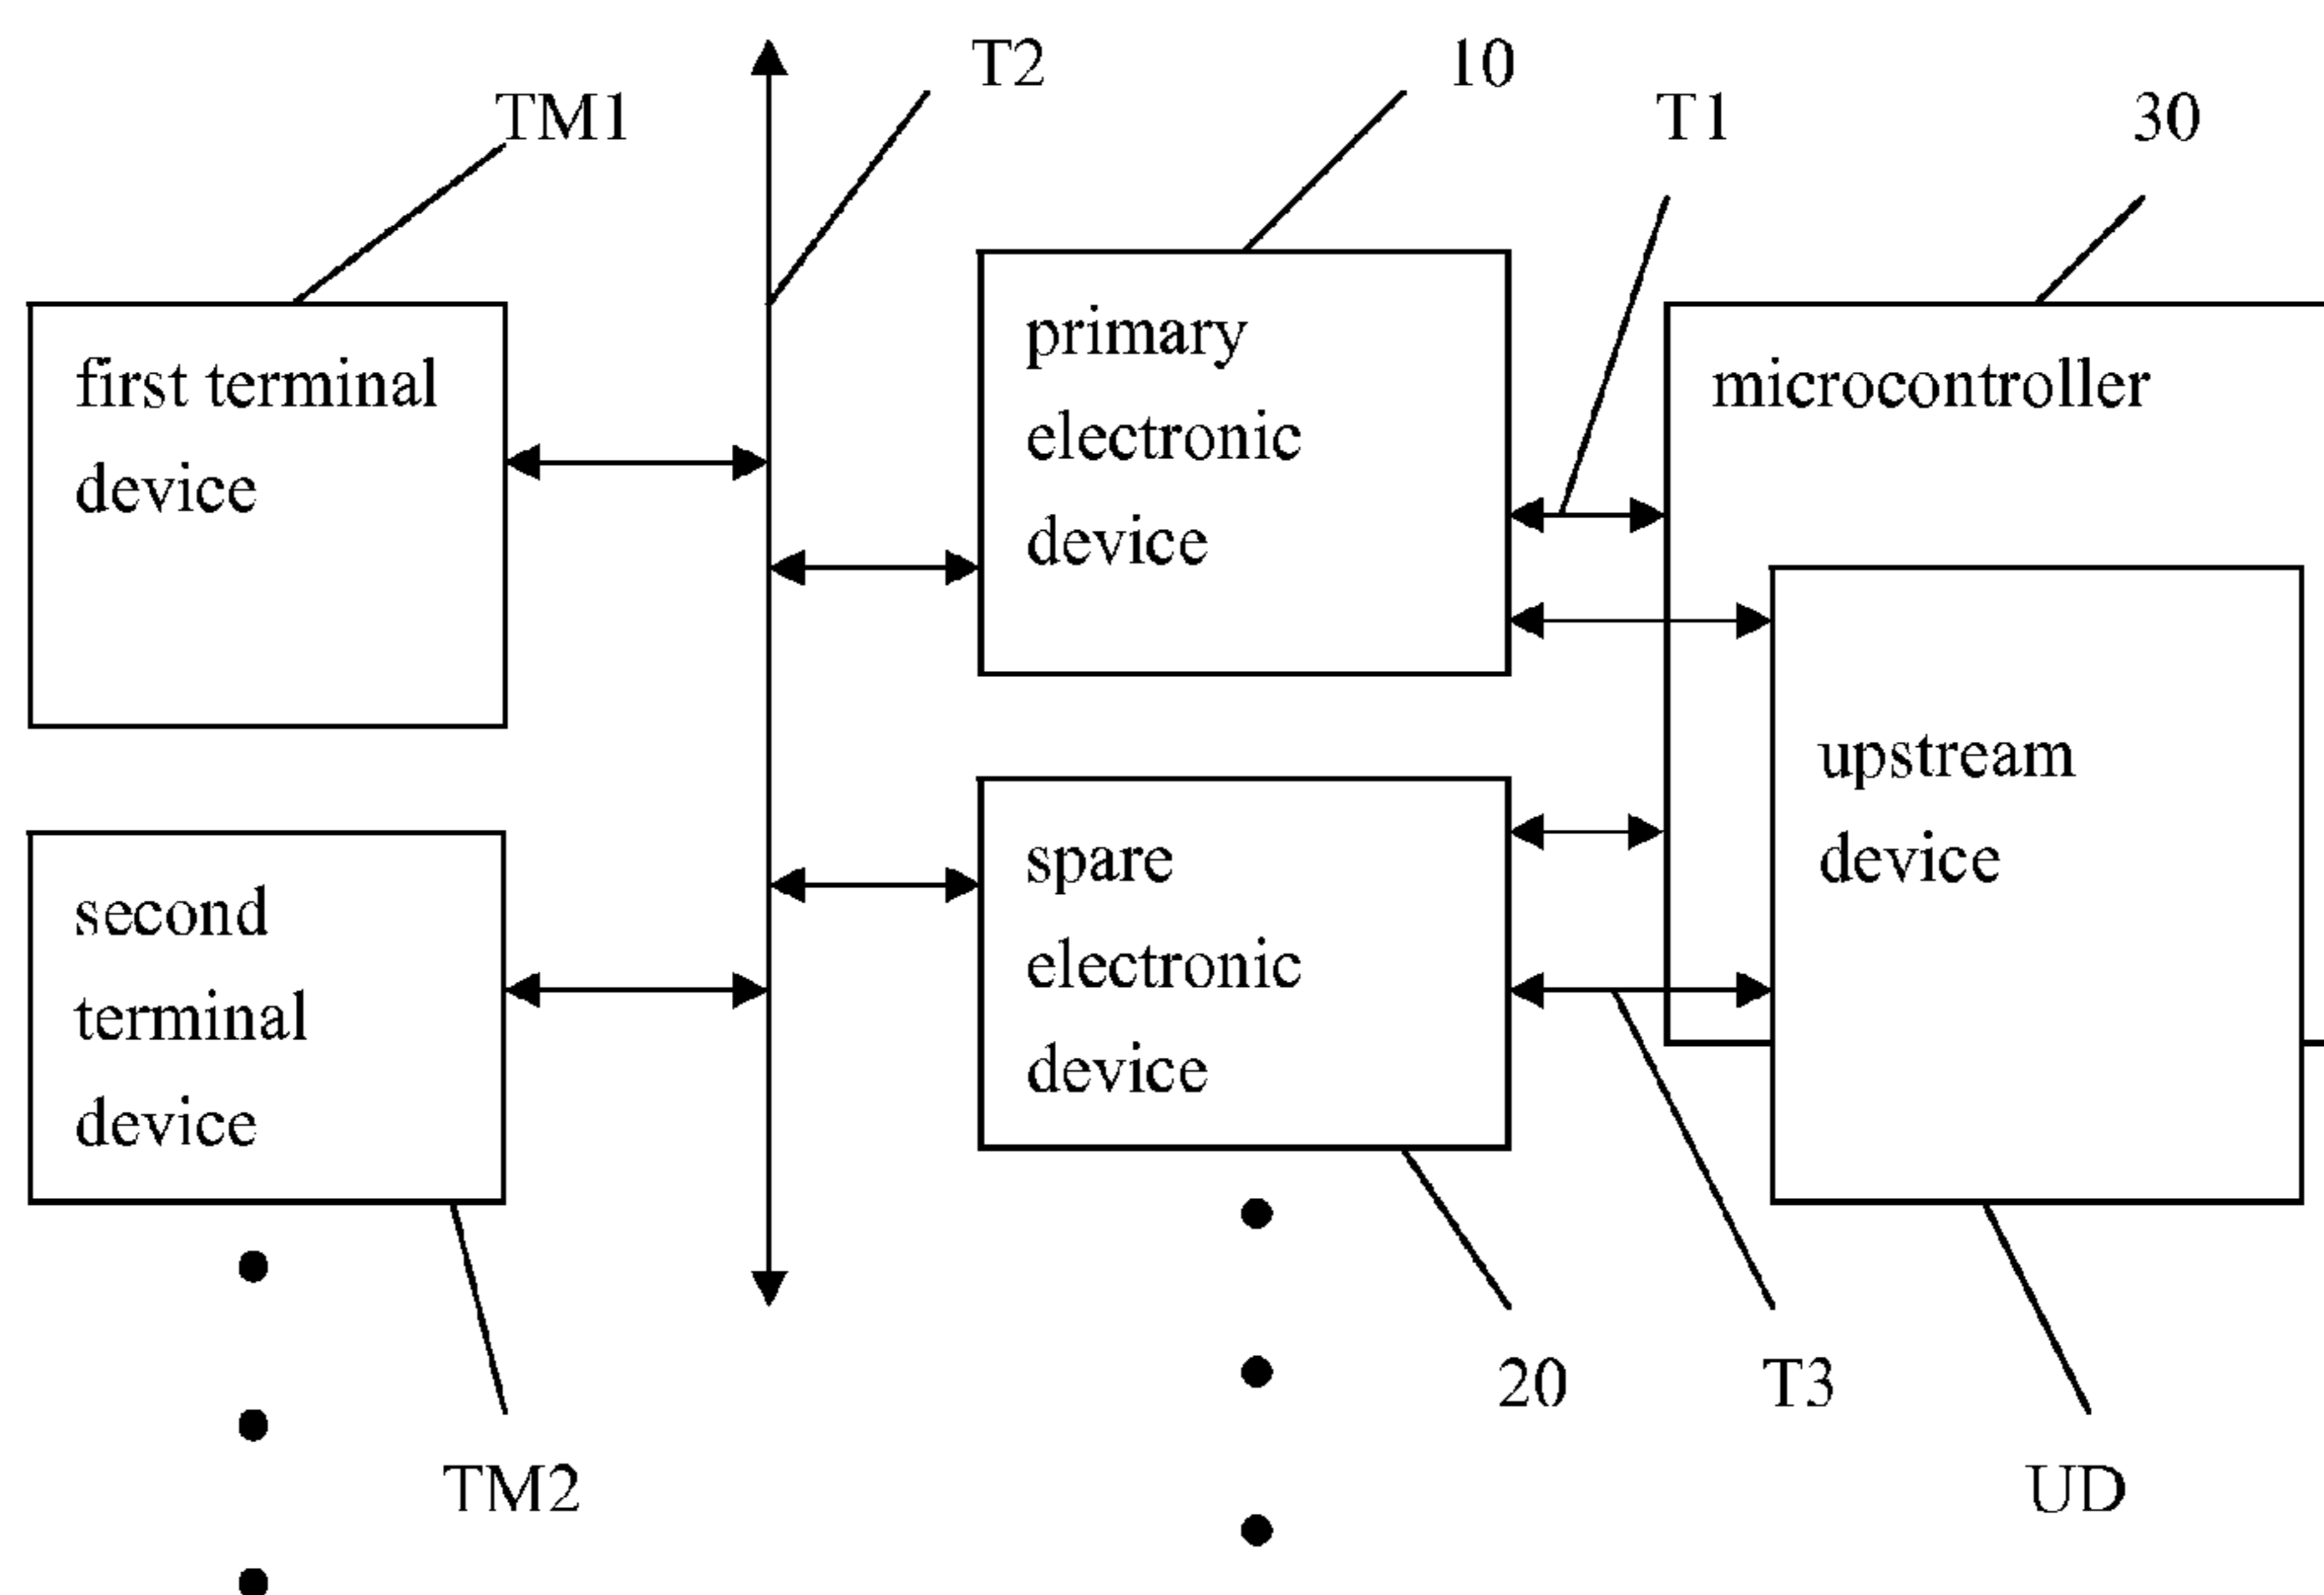 T2
10
TM1
T1
30
first terminal
device
primary
electronic
device
microcontroller
upstream
device
second
terminal
device
spare
electronic
device
20
T3
TM2
UD